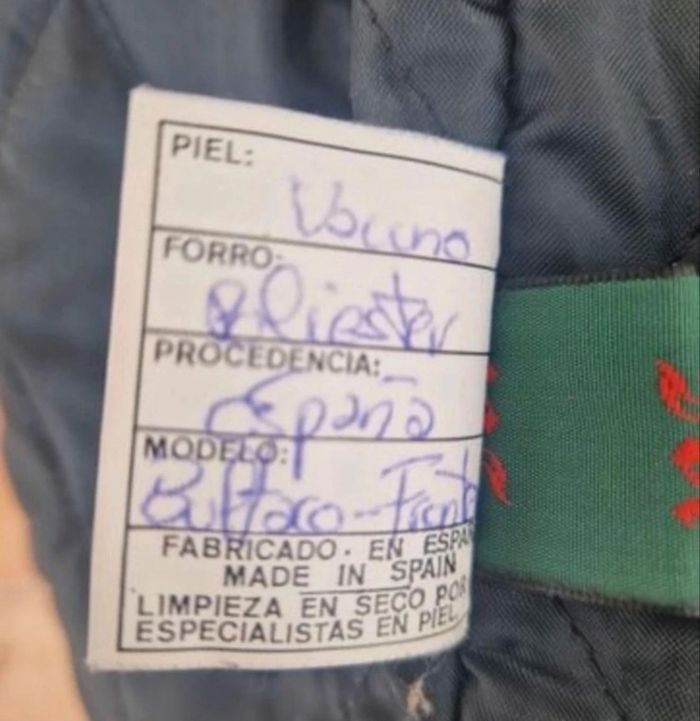 PIEL:
Vacuno
FORRO:
Poliester
PROCEDENCIA:
España
MODELO:
FABRICADO. EN ESPAÑ
MADE IN SPAIN
LIMPIEZA EN SECO POR
ESPECIALISTAS EN PIEL.